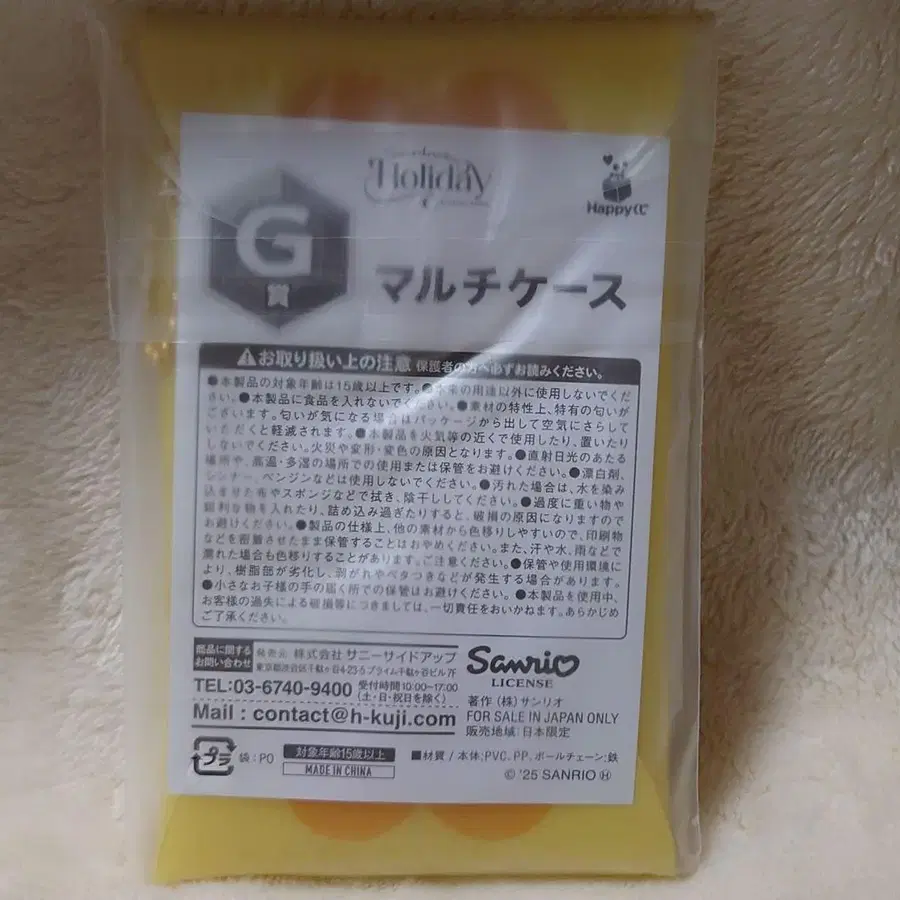 Holiday
Happyくじ
G
賞
マルチケース
⚠お取り扱い上の注意 保護者の方へ必ずお読みください。
●本製品の対象年齢は15歳以上です。●本来の用途以外に使用しないでくだ
さい。●本製品に食品を入れないでください。●素材の特性上、特有の匂いが
ございます。匂いが気になる場合はパッケージから出して空気にさらして
いただくと軽減されます。●本製品を火気等の近くで使用したり、置いたり
しないでください。火災や変形・変色の原因となります。●直射日光のあたる
場所や、高温・多湿の場所での使用または保管をお避けください。●漂白剤、
シンナー、ベンジンなどは使用しないでください。●汚れた場合は、水を染み
込ませた布やスポンジなどで拭き、陰干ししてください。●過度に重い物や
鋭利な物を入れたり、詰め込み過ぎたりすると、破損の原因になりますので
お避けください。●製品の仕様上、他の素材から色移りしやすいので、印刷物
などを密着させたまま保管することはおやめください。また、汗や水、雨などで
濡れた場合も色移りすることがあります。ご注意ください。●保管や使用環境に
より、樹脂部が劣化し、剥がれやベタつきなどが発生する場合があります。
●小さなお子様の手の届く所での保管はお避けください。●本製品を使用中、
お客様の過失による破損等につきましては、一切責任をおいかねます。あらかじめ
ご了承ください。
商品に関する
お問い合わせ
発売元 株式会社 サニーサイドアップ
東京都渋谷区千駄ヶ谷4-23-5プライム千駄ヶ谷ビル7F
TEL:03-6740-9400 受付時間10:00~17:00
(土・日・祝日を除く)
Mail : contact@h-kuji.com
Sanrio
LICENSE
著作 (株) サンリオ
FOR SALE IN JAPAN ONLY
販売地域:日本限定
プラ
袋:PO
対象年齢15歳以上
MADE IN CHINA
■材質 / 本体:PVC, PP, ボールチェーン:鉄
© '25 SANRIO Ⓗ